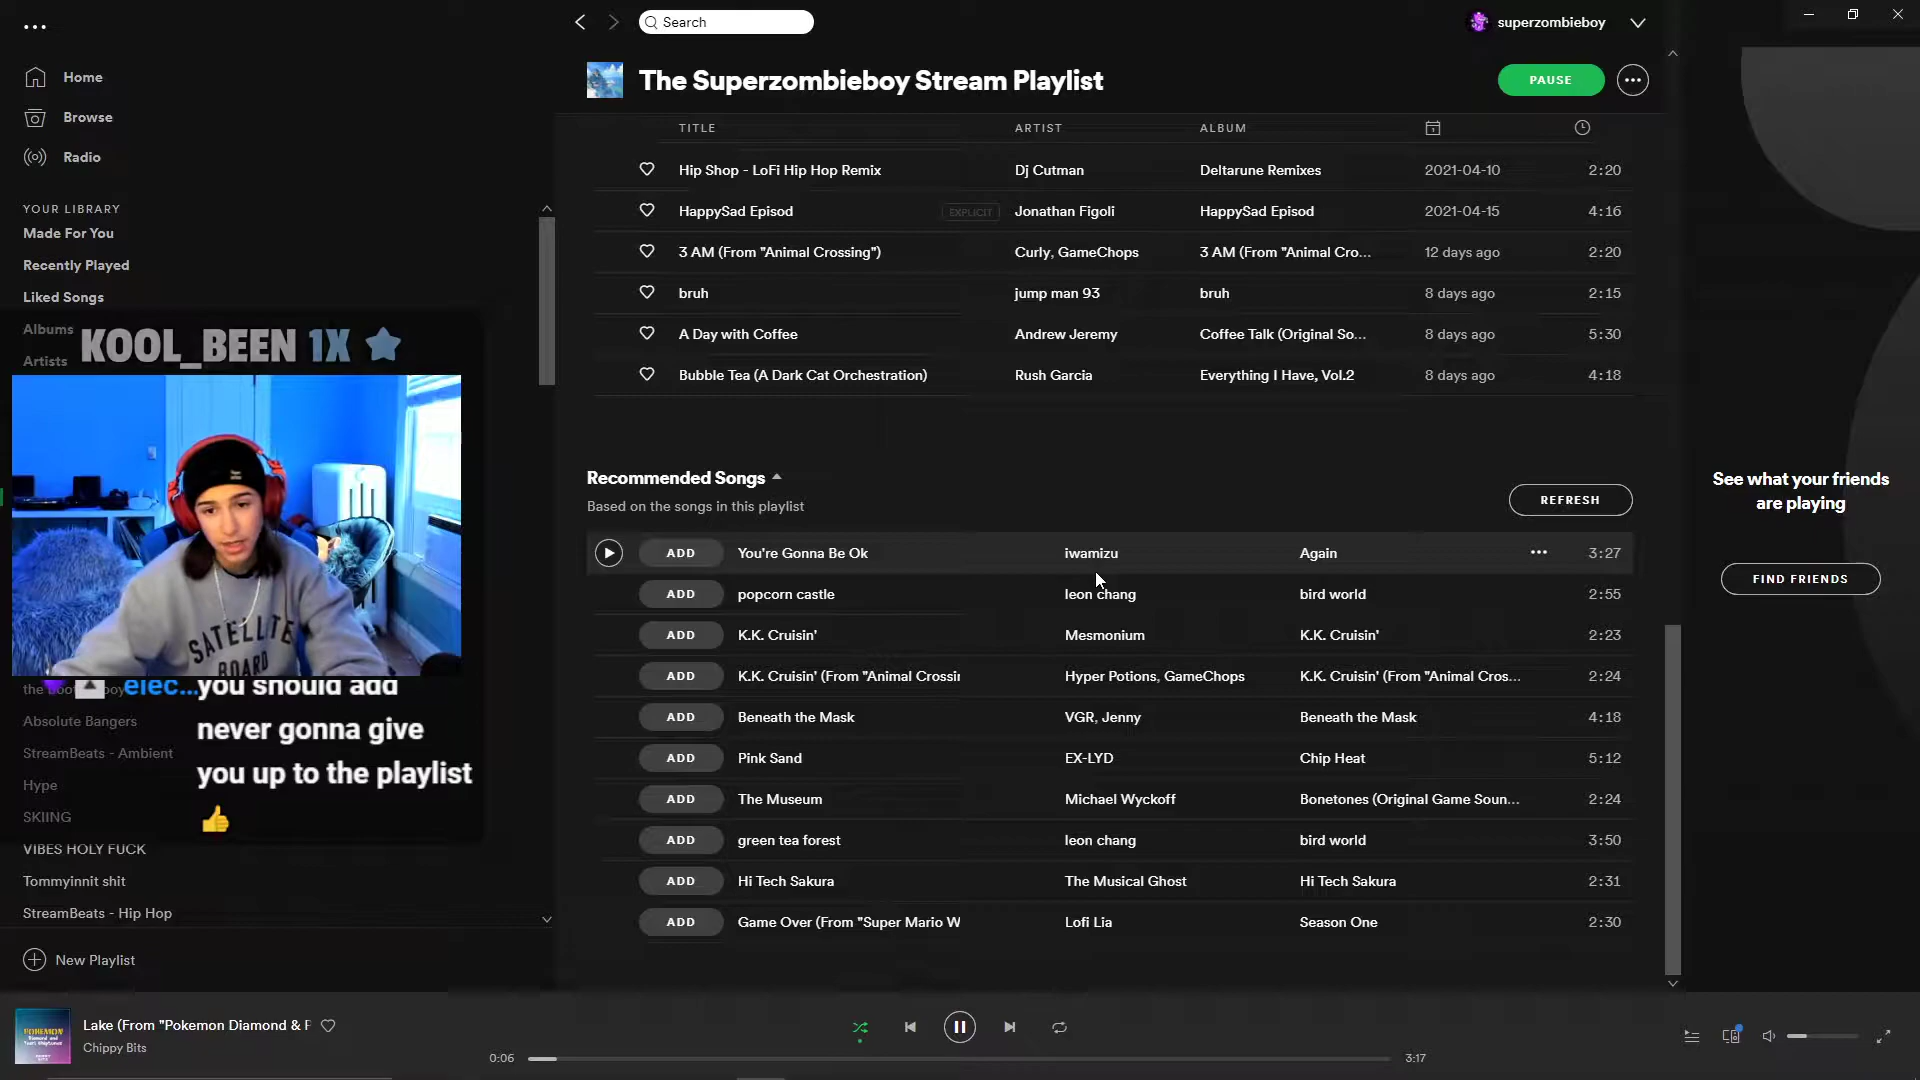 Search
superzombieboy
Home
Browse
Radio
YOUR LIBRARY
Made For You
Recently Played
Liked Songs
Albums
Artists
KOOL_BEEN 1X
SATELLITE
BOARD
elec...you should add
never gonna give
you up to the playlist
👍
Absolute Bangers
StreamBeats - Ambient
Hype
SKIING
VIBES HOLY FUCK
Tommyinnit shit
StreamBeats - Hip Hop
New Playlist
The Superzombieboy Stream Playlist
PAUSE
TITLE ARTIST ALBUM
Hip Shop - LoFi Hip Hop Remix Dj Cutman Deltarune Remixes 2021-04-10 2:20
HappySad Episod EXPLICIT Jonathan Figoli HappySad Episod 2021-04-15 4:16
3 AM (From "Animal Crossing") Curly, GameChops 3 AM (From "Animal Cro... 12 days ago 2:20
bruh jump man 93 bruh 8 days ago 2:15
A Day with Coffee Andrew Jeremy Coffee Talk (Original So... 8 days ago 5:30
Bubble Tea (A Dark Cat Orchestration) Rush Garcia Everything I Have, Vol.2 8 days ago 4:18
Recommended Songs
Based on the songs in this playlist
REFRESH
ADD You're Gonna Be Ok iwamizu Again 3:27
ADD popcorn castle leon chang bird world 2:55
ADD K.K. Cruisin' Mesmonium K.K. Cruisin' 2:23
ADD K.K. Cruisin' (From "Animal Crossin Hyper Potions, GameChops K.K. Cruisin' (From "Animal Cros... 2:24
ADD Beneath the Mask VGR, Jenny Beneath the Mask 4:18
ADD Pink Sand EX-LYD Chip Heat 5:12
ADD The Museum Michael Wyckoff Bonetones (Original Game Soun... 2:24
ADD green tea forest leon chang bird world 3:50
ADD Hi Tech Sakura The Musical Ghost Hi Tech Sakura 2:31
ADD Game Over (From "Super Mario W Lofi Lia Season One 2:30
See what your friends
are playing
FIND FRIENDS
POKEMON
Lake (From "Pokemon Diamond & P
Chippy Bits
0:06
3:17